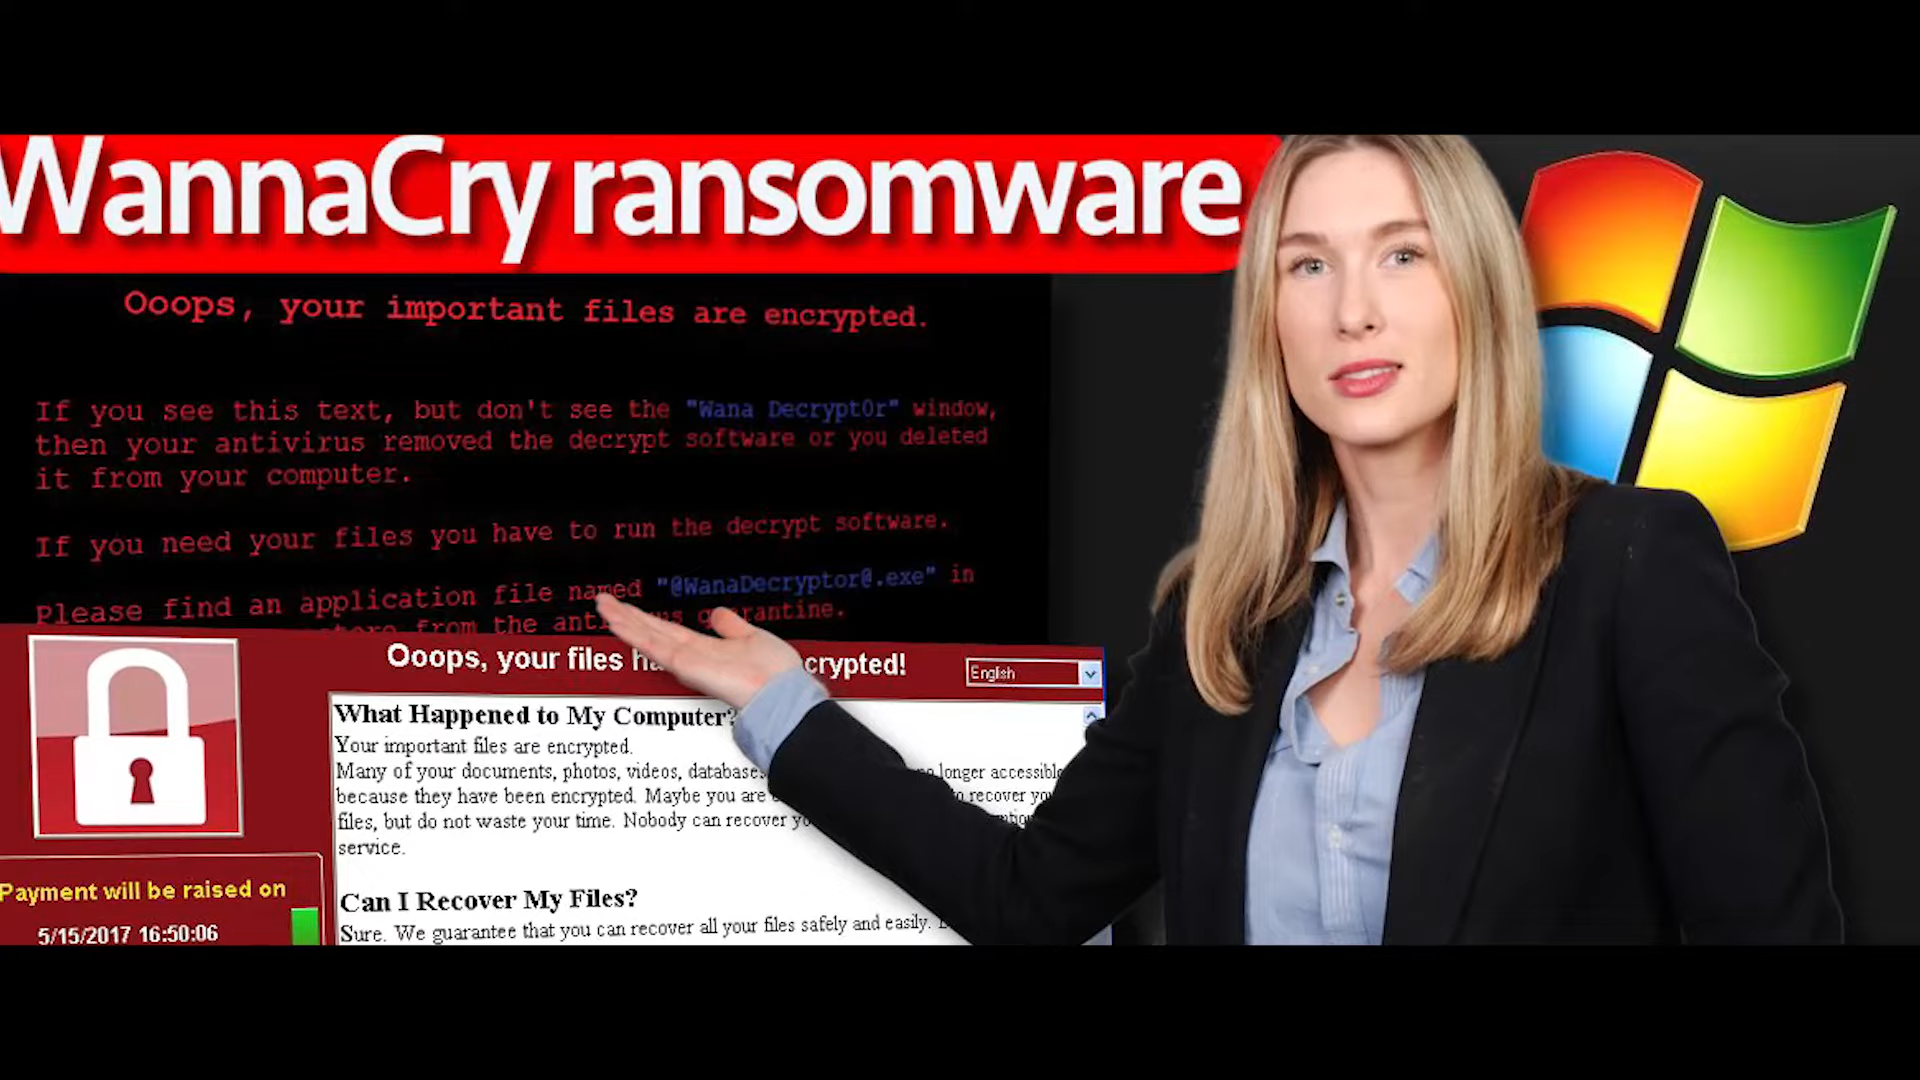 WannaCry ransomware
Ooops, your important files are encrypted.
If you see this text, but don't see the "Wana Decrypt0r" window,
then your antivirus removed the decrypt software or you deleted
it from your computer.
If you need your files you have to run the decrypt software.
Please find an application file named "@WanaDecryptor@.exe" in
from the quarantine.
Ooops, your files crypted!
English
What Happened to My Computer?
Your important files are encrypted.
Many of your documents, photos, videos, databases longer accessible
because they have been encrypted. Maybe you are recover
files, but do not waste your time. Nobody can recover
service.
Can I Recover My Files?
Sure. We guarantee that you can recover all your files safely and easily.
Payment will be raised on
5/15/2017 16:50:06